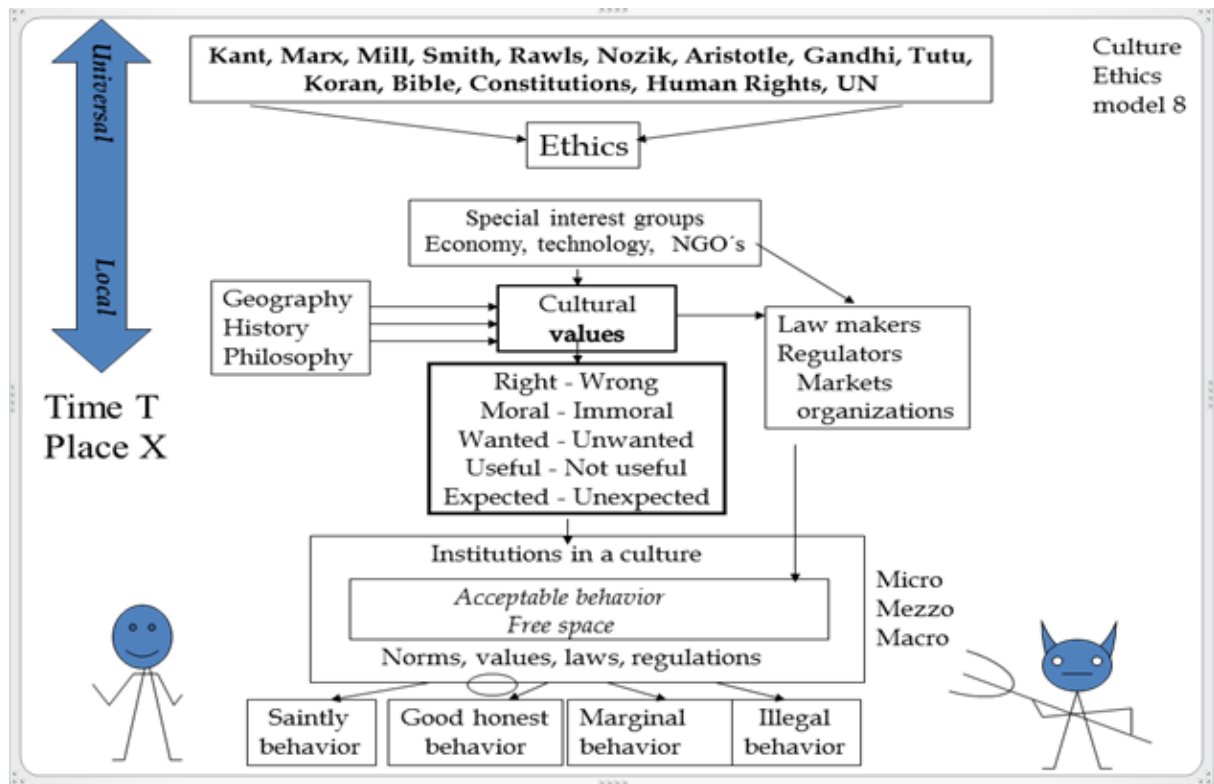 Universal
Local
Kant, Marx, Mill, Smith, Rawls, Nozik, Aristotle, Gandhi, Tutu,
Koran, Bible, Constitutions, Human Rights, UN
Culture
Ethics
model 8
Ethics
Special interest groups
Economy, technology, NGO´s
Geography
History
Philosophy
Cultural
values
Law makers
Regulators
Markets
organizations
Time T
Place X
Right - Wrong
Moral - Immoral
Wanted - Unwanted
Useful - Not useful
Expected - Unexpected
Institutions in a culture
Acceptable behavior
Free space
Norms, values, laws, regulations
Micro
Mezzo
Macro
Saintly
behavior
Good honest
behavior
Marginal
behavior
Illegal
behavior